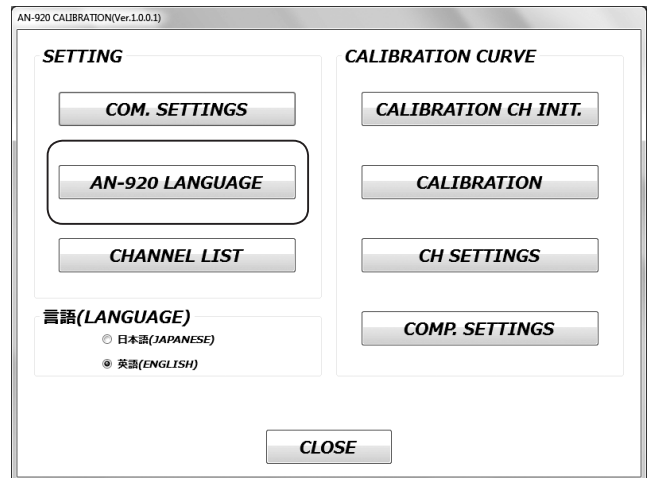 AN-920 CALIBRATION(Ver.1.0.0.1)
SETTING
COM. SETTINGS
AN-920 LANGUAGE
CHANNEL LIST
言語(LANGUAGE)
日本語(JAPANESE)
英語(ENGLISH)
CALIBRATION CURVE
CALIBRATION CH INIT.
CALIBRATION
CH SETTINGS
COMP. SETTINGS
CLOSE